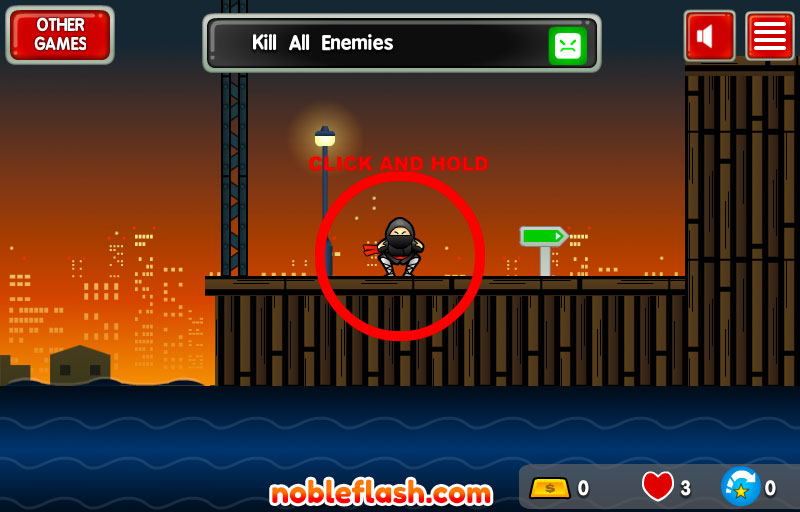 OTHER
GAMES
Kill All Enemies
CLICK AND HOLD
$ 0
3
0
nobleflash.com